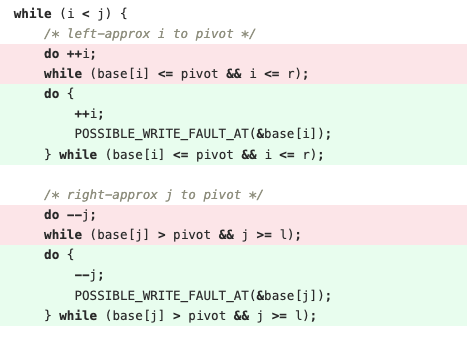 while (i < j) {
    /* left-approx i to pivot */
    do ++i;
    while (base[i] <= pivot && i <= r);
    do {
        ++i;
        POSSIBLE_WRITE_FAULT_AT(&base[i]);
    } while (base[i] <= pivot && i <= r);

    /* right-approx j to pivot */
    do --j;
    while (base[j] > pivot && j >= l);
    do {
        --j;
        POSSIBLE_WRITE_FAULT_AT(&base[j]);
    } while (base[j] > pivot && j >= l);